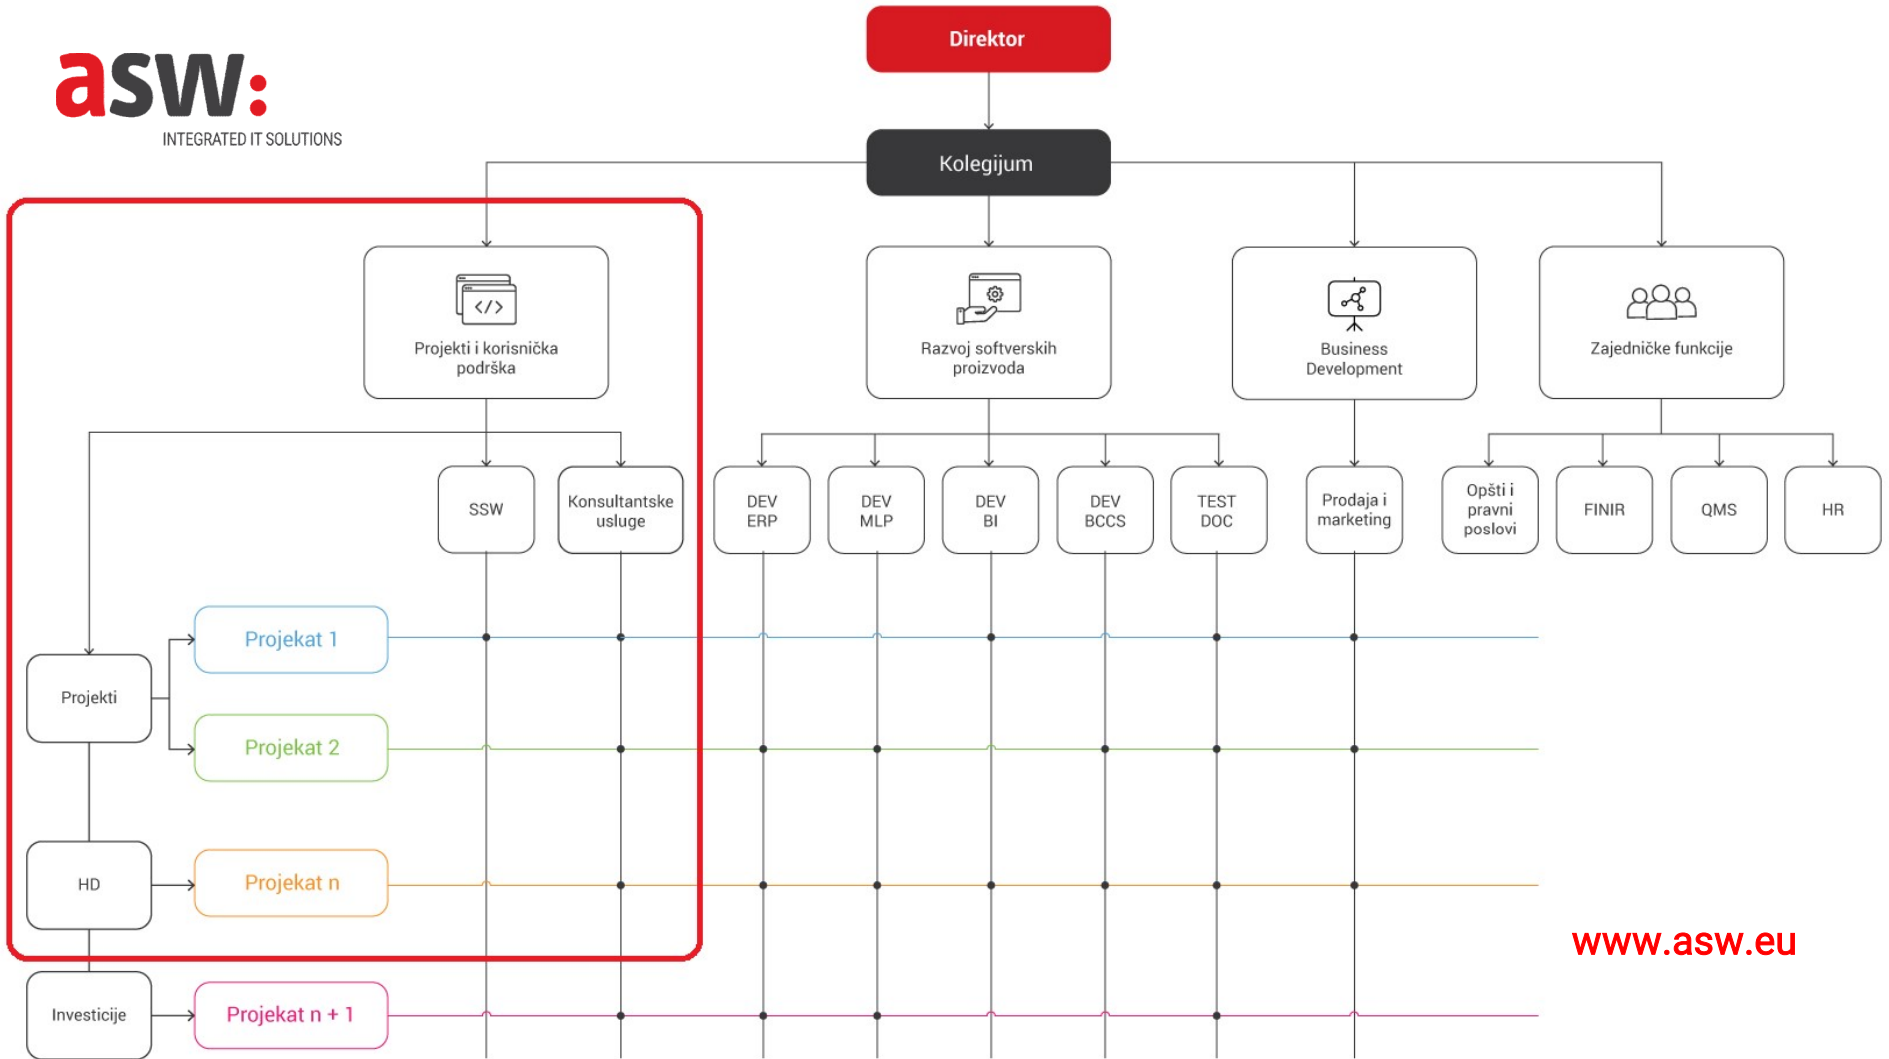 Direktor
asw:
INTEGRATED IT SOLUTIONS
Kolegijum
Projekti i korisnička
podrška
Razvoj softverskih
proizvoda
Business
Development
Zajedničke funkcije
SSW
Konsultantske
usluge
DEV
ERP
DEV
MLP
DEV
BI
DEV
BCCS
TEST
DOC
Prodaja i
marketing
Opšti i
pravni
poslovi
FINIR
QMS
HR
Projekti
Projekat 1
Projekat 2
HD
Projekat n
www.asw.eu
Investicije
Projekat n + 1